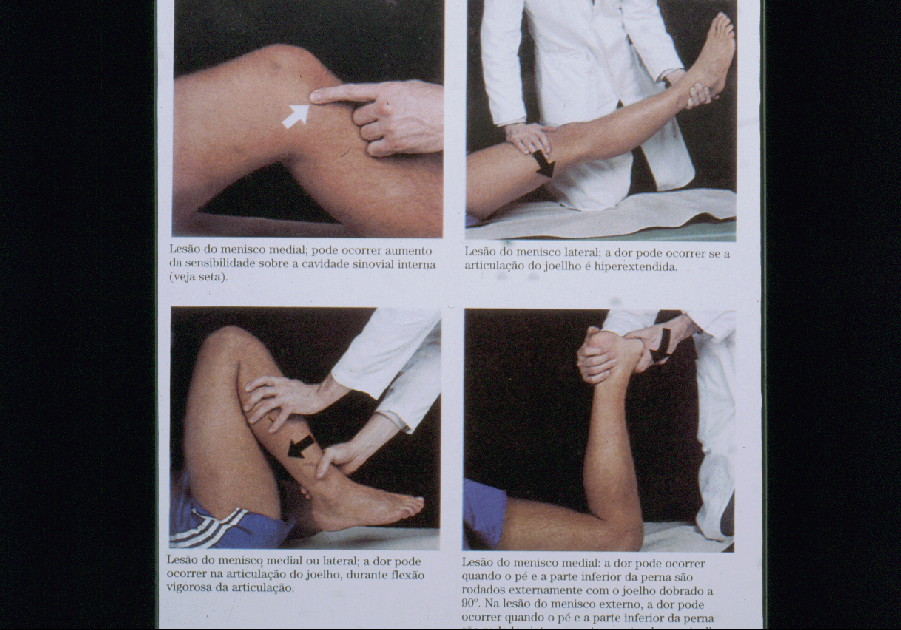 Lesão do menisco medial; pode ocorrer aumento
da sensibilidade sobre a cavidade sinovial interna
(veja seta).
Lesão do menisco lateral: a dor pode ocorrer se a
articulação do joellho é hiperextendida.
Lesão do menisco medial ou lateral; a dor pode
ocorrer na articulação do joelho, durante flexão
vigorosa da articulação.
Lesão do menisco medial: a dor pode ocorrer
quando o pé e a parte inferior da perna são
rodados externamente com o joelho dobrado a
90º. Na lesão do menisco externo, a dor pode
ocorrer quando o pé e a parte inferior da perna